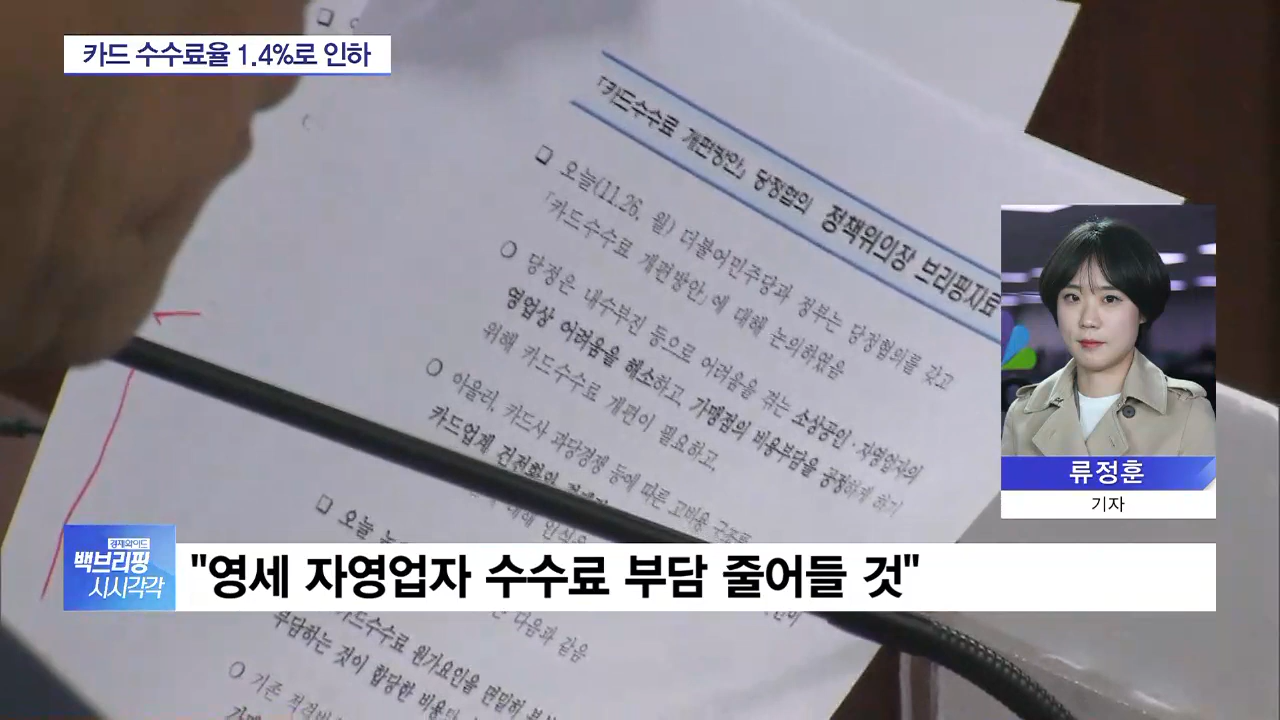 카드 수수료율 1.4%로 인하
「카드수수료 개편방안」 당정협의 정책위의장 브리핑자료
□ 오늘(11.26. 월) 더불어민주당과 정부는 당정협의를 갖고
「카드수수료 개편방안」에 대해 논의하였음
○ 당정은 내수부진 등으로 어려움을 겪는 소상공인·자영업자의
영업상 어려움을 해소하고, 가맹점의 비용부담을 공정하게 하기
위해 카드수수료 개편이 필요하고,
○ 아울러, 카드사 과당경쟁 등에 따른 고비용 구조를
카드업계 건전화의
□ 오늘
다음과 같음
카드수수료 원가요인을 면밀히
부담하는 것이 합당한 비용
○ 기존
류정훈
기자
경제와이드
백브리핑
시시각각
"영세 자영업자 수수료 부담 줄어들 것"